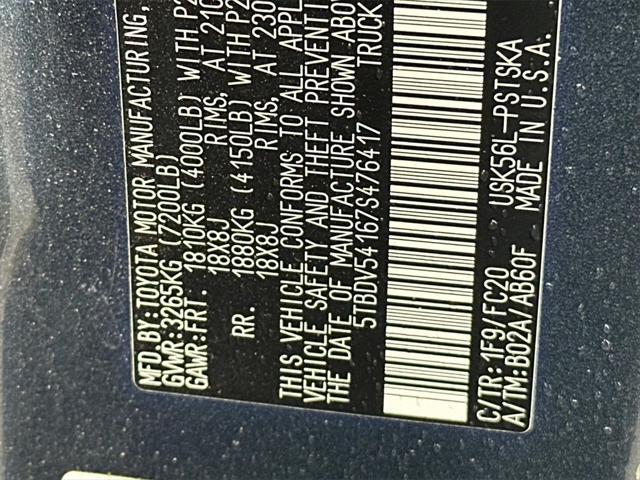 MFD. BY: TOYOTA MOTOR MANUFACTURING,
GVWR: 3265KG (7200LB)
GAWR: FRT. 1810KG (4000LB) WITH P2
18X8J RIMS, AT 210
RR. 1880KG (4150LB) WITH P2
18X8J RIMS, AT 230
THIS VEHICLE CONFORMS TO ALL APPL
VEHICLE SAFETY AND THEFT PREVENTI
THE DATE OF MANUFACTURE SHOWN ABO
5TBDV54167S476417 TRUCK
C/TR: 1F9/FC20 USK56L-PSTSKA
A/TM: B02A/AB60F MADE IN U.S.A.